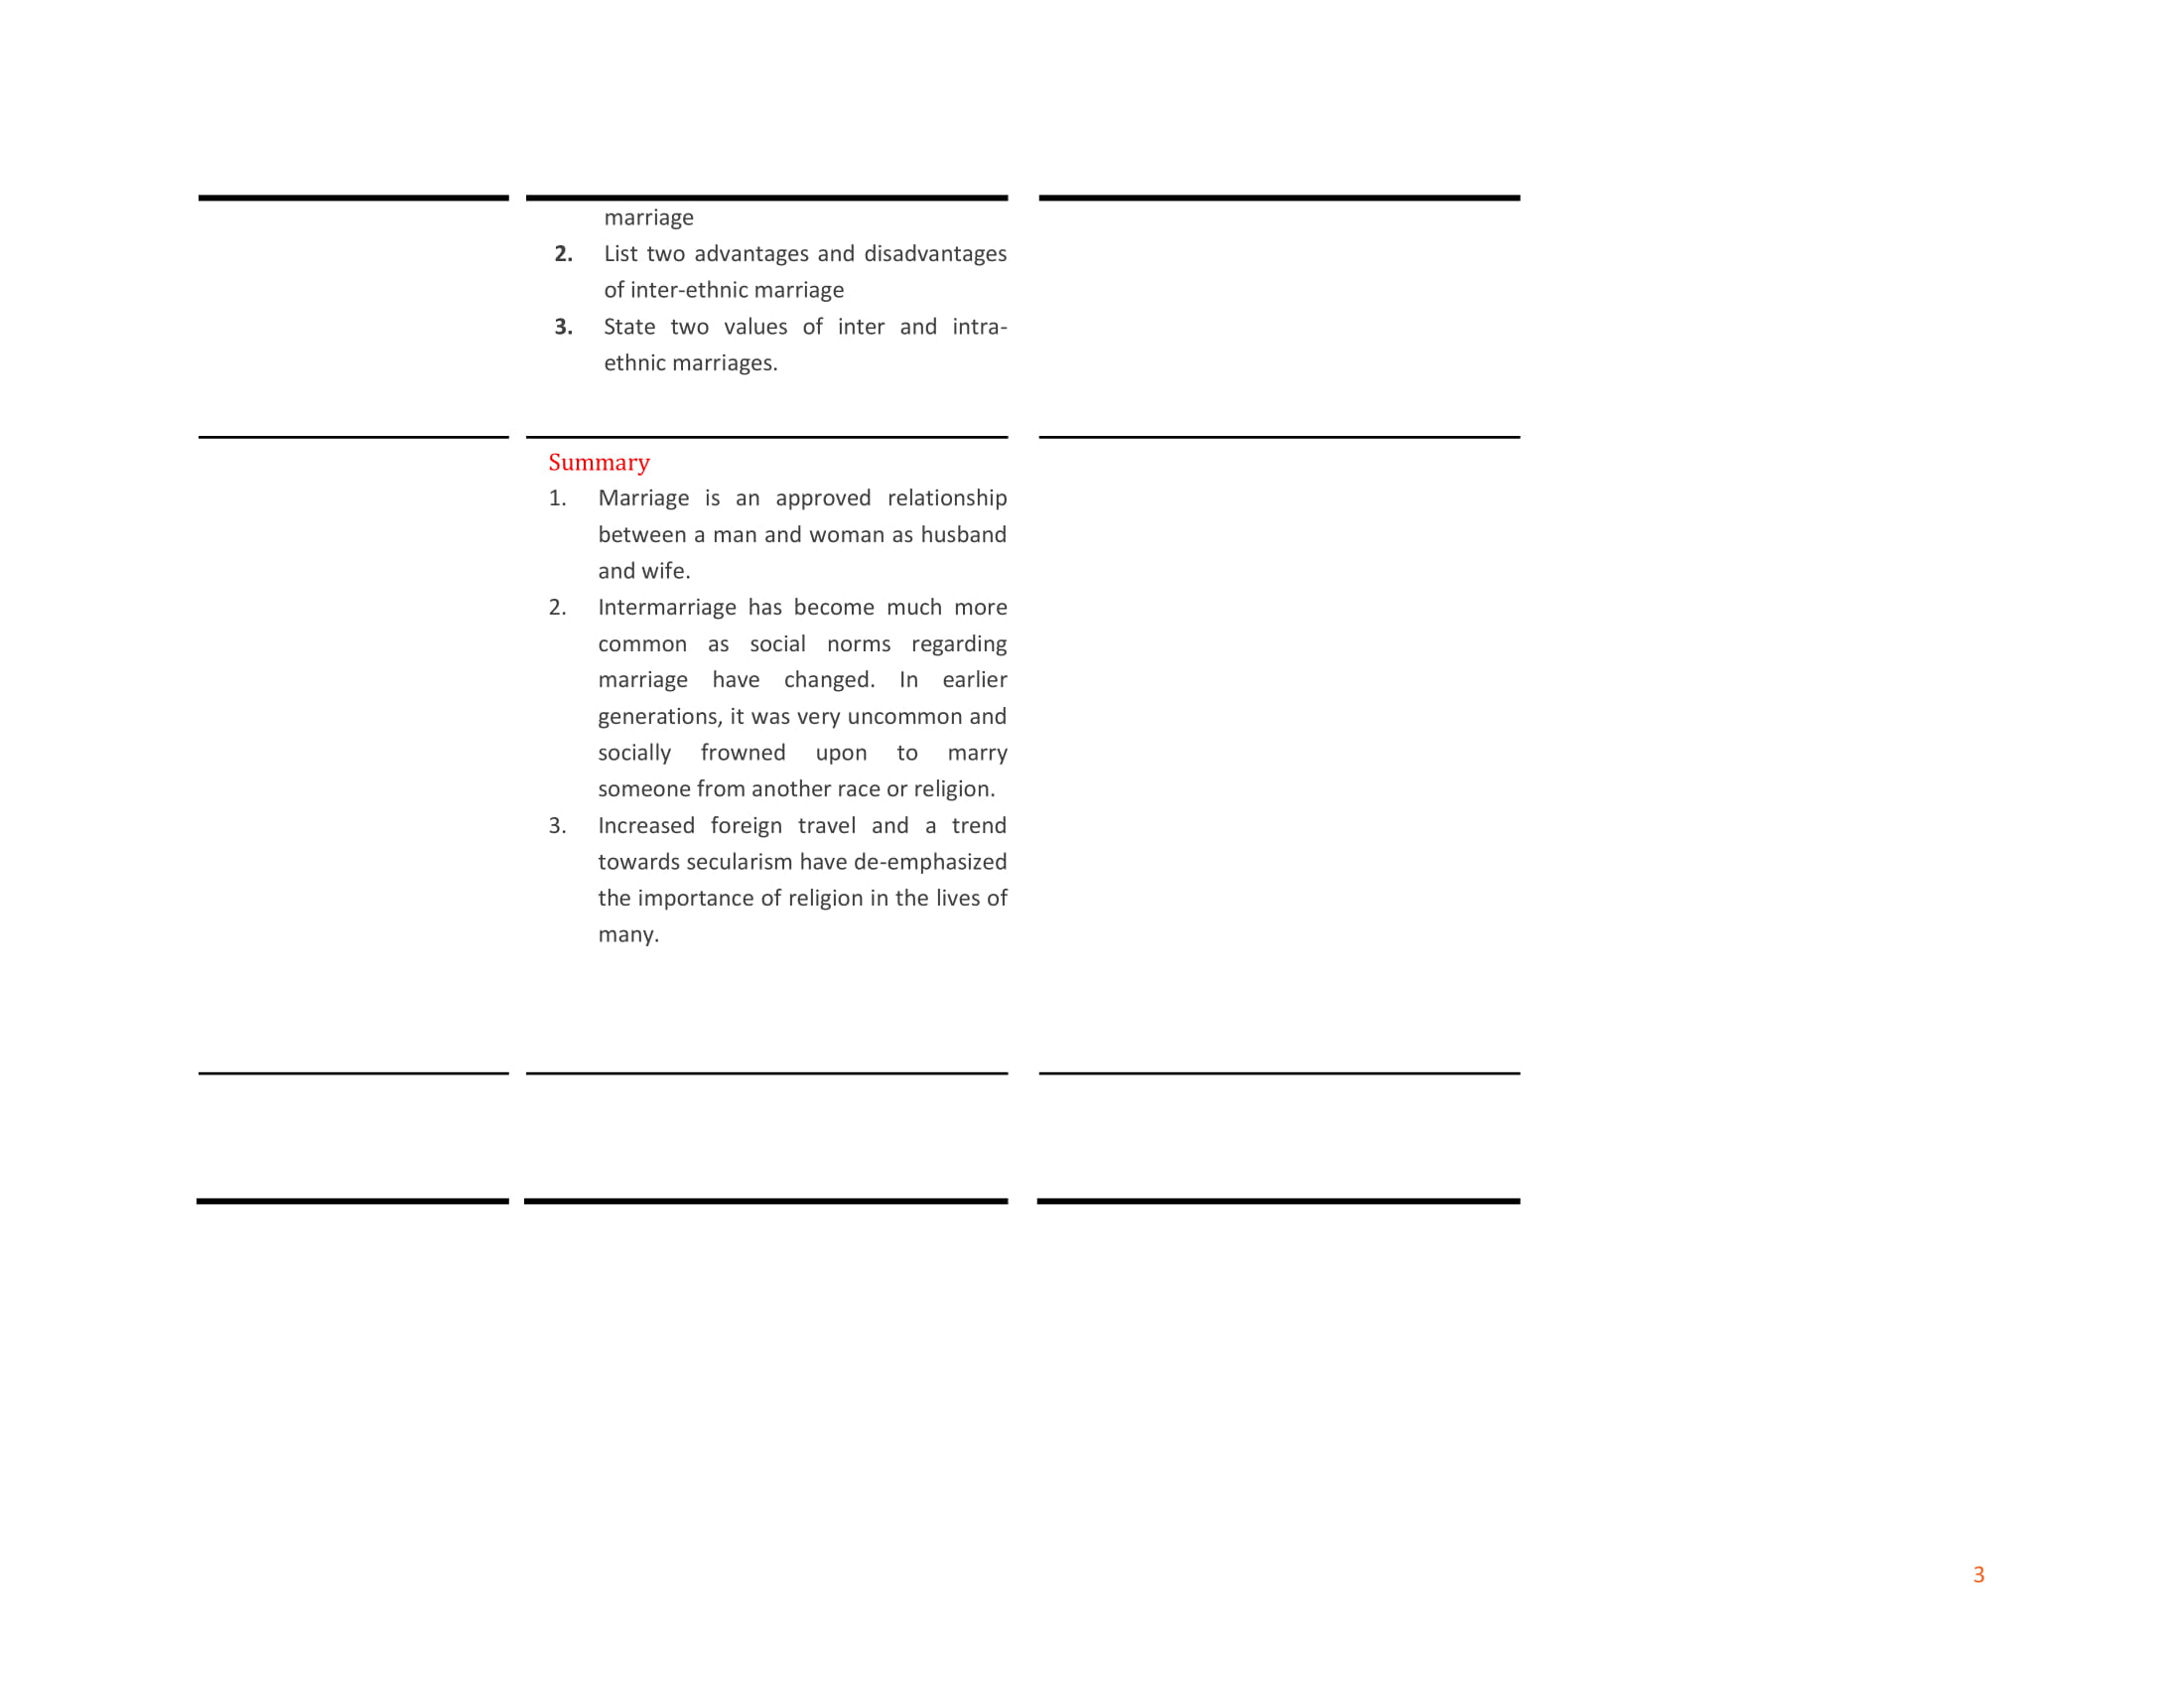 marriage
2. List two advantages and disadvantages
of inter-ethnic marriage
3. State two values of inter and intra-
ethnic marriages.
Summary
1. Marriage is an approved relationship
between a man and woman as husband
and wife.
2. Intermarriage has become much more
common as social norms regarding
marriage have changed. In earlier
generations, it was very uncommon and
socially frowned upon to marry
someone from another race or religion.
3. Increased foreign travel and a trend
towards secularism have de-emphasized
the importance of religion in the lives of
many.
3